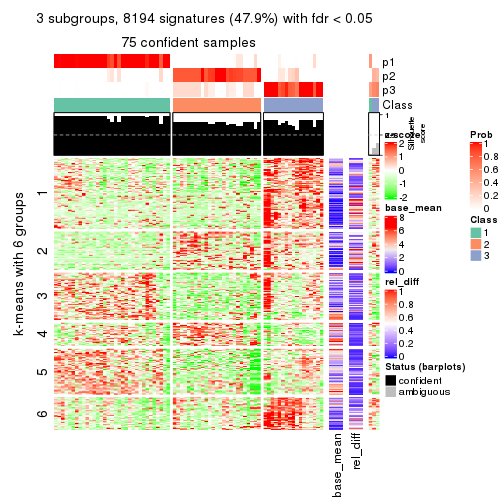 3 subgroups, 8194 signatures (47.9%) with fdr < 0.05
75 confident samples
p1
p2
p3
Class
1
Silhouette
score
k-means with 6 groups
1
2
3
4
5
6
base_mean
rel_diff
z-score
2
1
0
-1
-2
base_mean
8
6
4
2
0
rel_diff
1
0.8
0.6
0.4
0.2
0
Status (barplots)
confident
ambiguous
Prob
1
0.8
0.6
0.4
0.2
0
Class
1
2
3